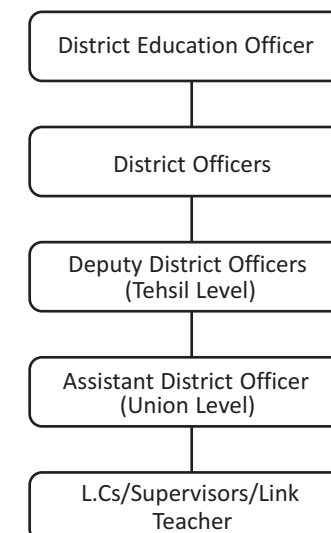 District Education Officer
District Officers
Deputy District Officers
(Tehsil Level)
Assistant District Officer
(Union Level)
L.Cs/Supervisors/Link
Teacher